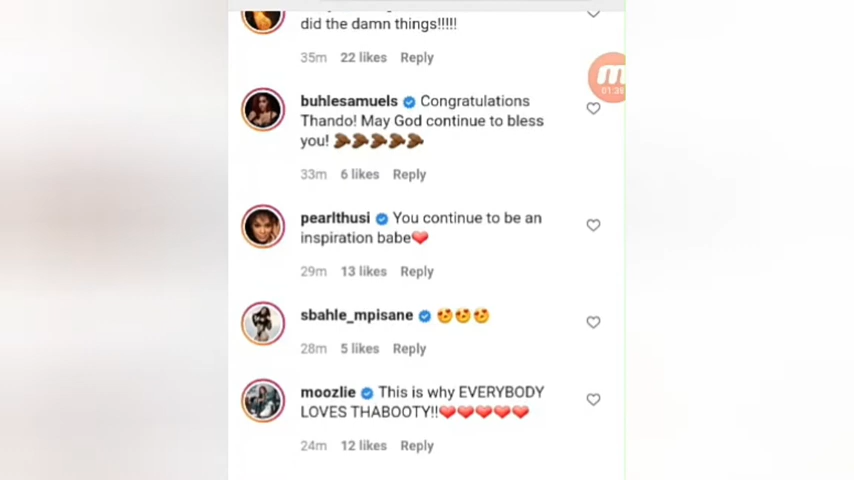 did the damn things!!!!!
35m 22 likes Reply
buhlesamuels Congratulations
Thando! May God continue to bless
you!
33m 6 likes Reply
pearlthusi You continue to be an
inspiration babe❤️
29m 13 likes Reply
sbahle_mpisane 😍😍😍
28m 5 likes Reply
moozlie This is why EVERYBODY
LOVES THABOOTY!!❤️❤️❤️❤️❤️
24m 12 likes Reply
01:38